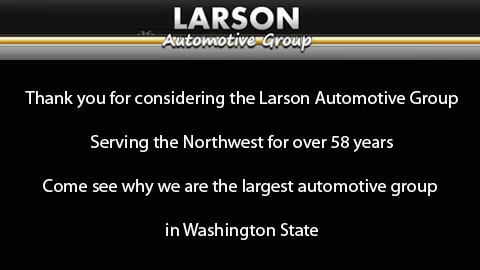 LARSON
Automotive Group
Thank you for considering the Larson Automotive Group
Serving the Northwest for over 58 years
Come see why we are the largest automotive group
in Washington State